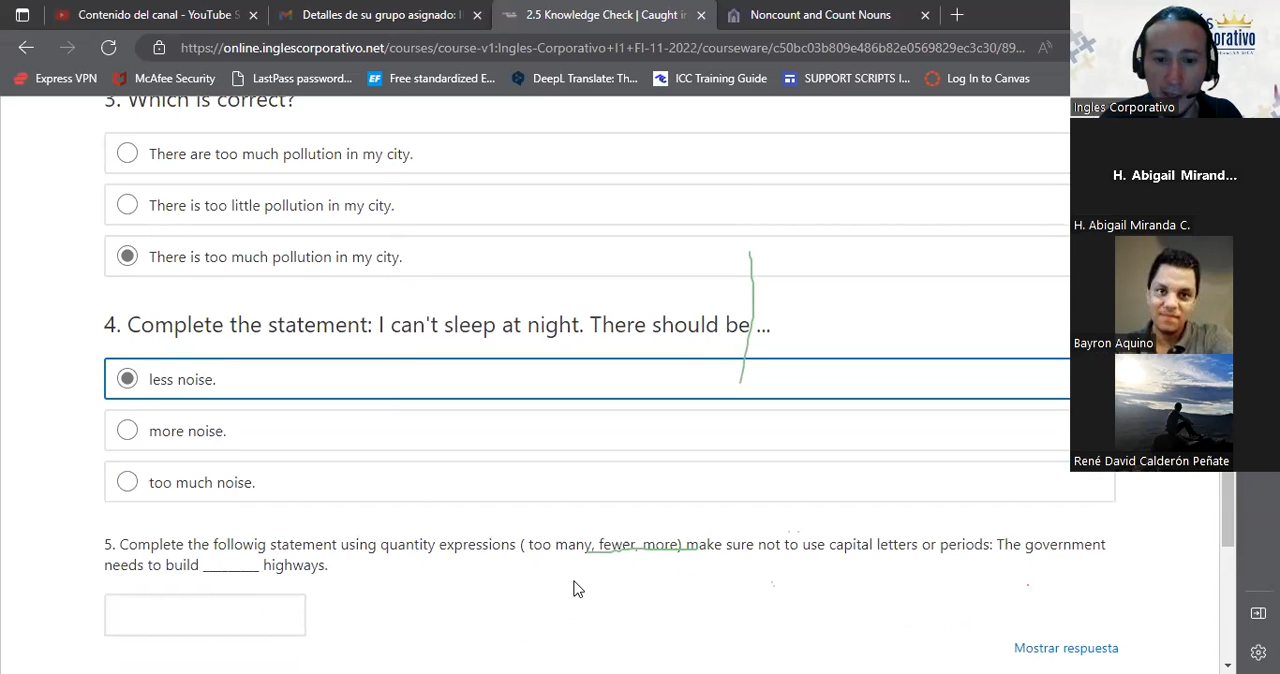 Contenido del canal - YouTube S
Detalles de su grupo asignado: I
2.5 Knowledge Check | Caught in
Noncount and Count Nouns
https://online.inglescorporativo.net/courses/course-v1:Ingles-Corporativo+I1+FI-11-2022/courseware/c50bc03b809e486b82e0569829ec3c30/89...
Express VPN
McAfee Security
LastPass password...
EF Free standardized E...
DeepL Translate: Th...
ICC Training Guide
SUPPORT SCRIPTS I...
Log In to Canvas
3. Which is correct?
There are too much pollution in my city.
There is too little pollution in my city.
There is too much pollution in my city.
4. Complete the statement: I can't sleep at night. There should be ...
less noise.
more noise.
too much noise.
5. Complete the followig statement using quantity expressions ( too many, fewer, more) make sure not to use capital letters or periods: The government
needs to build ________ highways.
Mostrar respuesta
Ingles Corporativo
H. Abigail Mirand...
H. Abigail Miranda C.
Bayron Aquino
René David Calderón Peñate